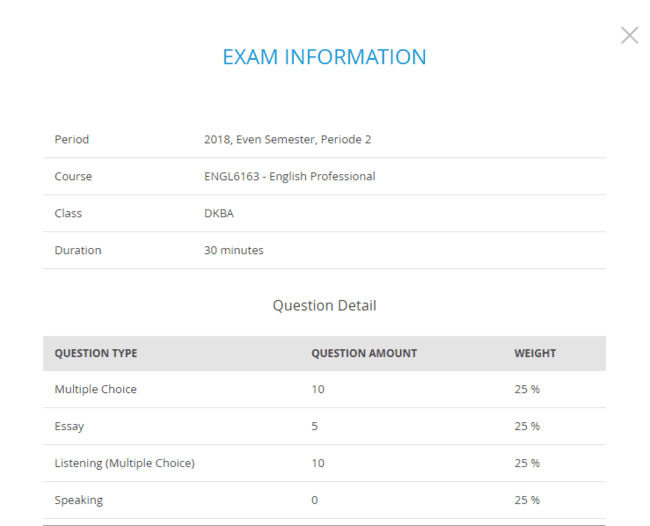 EXAM INFORMATION
Period 2018, Even Semester, Periode 2
Course ENGL6163 - English Professional
Class DKBA
Duration 30 minutes
Question Detail
QUESTION TYPE QUESTION AMOUNT WEIGHT
Multiple Choice 10 25 %
Essay 5 25 %
Listening (Multiple Choice) 10 25 %
Speaking 0 25 %